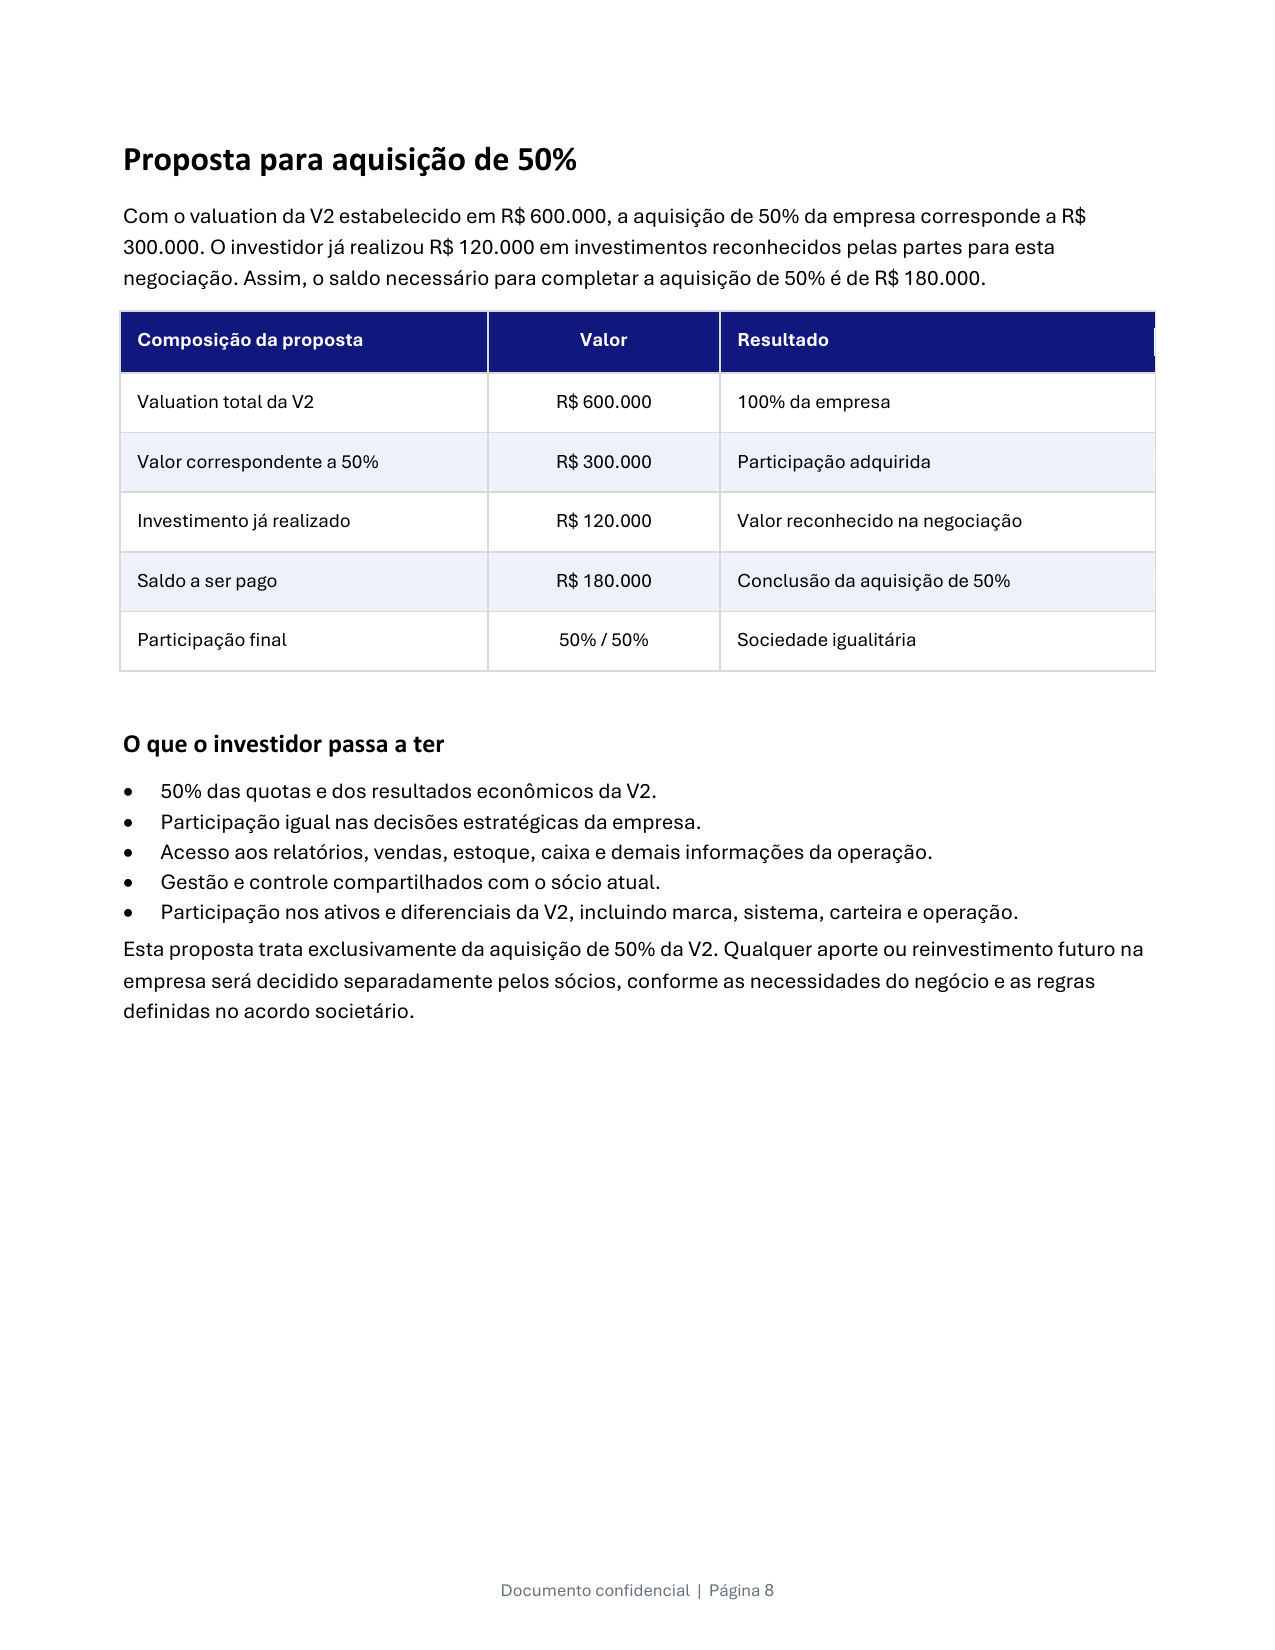 Proposta para aquisição de 50%
Com o valuation da V2 estabelecido em R$ 600.000, a aquisição de 50% da empresa corresponde a R$
300.000. O investidor já realizou R$ 120.000 em investimentos reconhecidos pelas partes para esta
negociação. Assim, o saldo necessário para completar a aquisição de 50% é de R$ 180.000.
Composição da proposta Valor Resultado
Valuation total da V2 R$ 600.000 100% da empresa
Valor correspondente a 50% R$ 300.000 Participação adquirida
Investimento já realizado R$ 120.000 Valor reconhecido na negociação
Saldo a ser pago R$ 180.000 Conclusão da aquisição de 50%
Participação final 50% / 50% Sociedade igualitária
O que o investidor passa a ter
• 50% das quotas e dos resultados econômicos da V2.
• Participação igual nas decisões estratégicas da empresa.
• Acesso aos relatórios, vendas, estoque, caixa e demais informações da operação.
• Gestão e controle compartilhados com o sócio atual.
• Participação nos ativos e diferenciais da V2, incluindo marca, sistema, carteira e operação.
Esta proposta trata exclusivamente da aquisição de 50% da V2. Qualquer aporte ou reinvestimento futuro na
empresa será decidido separadamente pelos sócios, conforme as necessidades do negócio e as regras
definidas no acordo societário.
Documento confidencial | Página 8